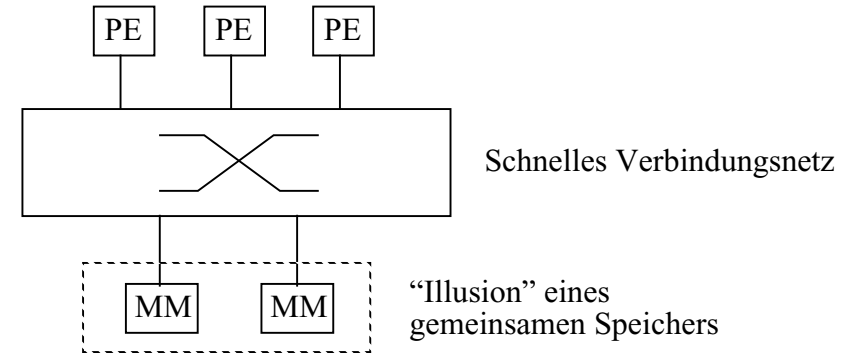 PE PE PE
Schnelles Verbindungsnetz
MM MM
“Illusion” eines
gemeinsamen Speichers